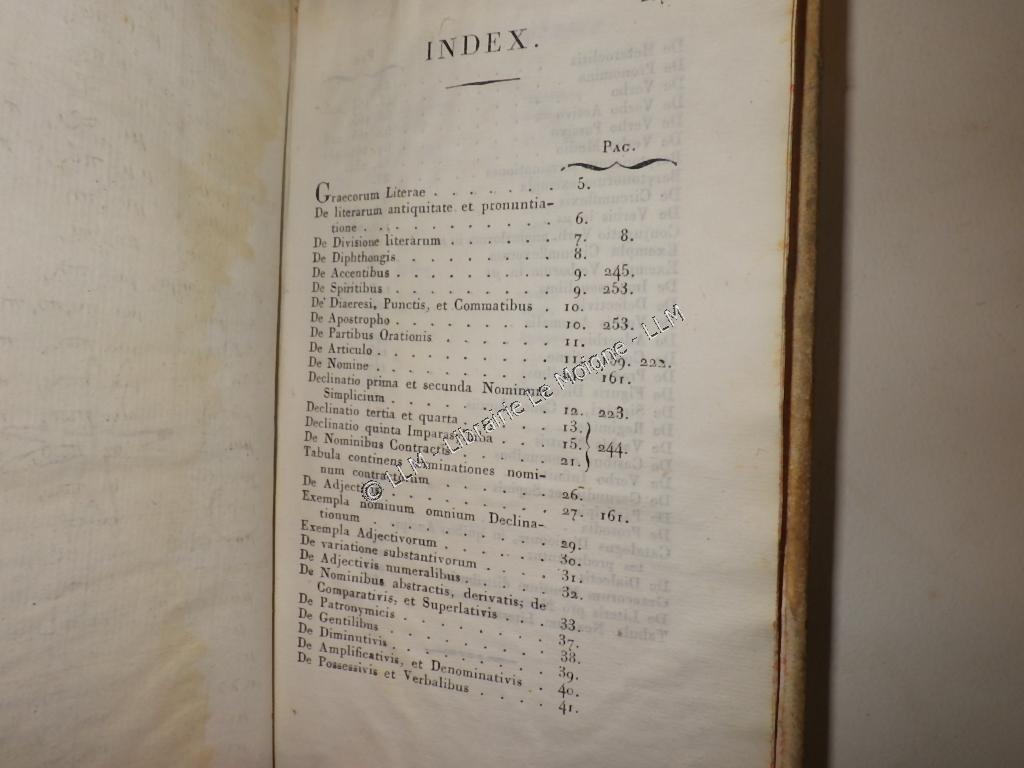 INDEX.
PAG.
Graecorum Literae . . . . . . . 5.
De literarum antiquitate et pronuntia-
tione . . . . . . . . . . 6.
De Divisione literarum . . . . . . 7. 8.
De Diphthongis . . . . . . . . 8.
De Accentibus . . . . . . . . 9. 245.
De Spiritibus . . . . . . . . 9. 253.
De Diaeresi, Punctis, et Commatibus . 10.
De Apostropho . . . . . . . . 10. 253.
De Partibus Orationis . . . . . . 11.
De Articulo . . . . . . . . . 11. 222.
De Nomine . . . . . . . . . 161.
Declinatio prima et secunda Nominum
Simplicium . . . . . . . . 12. 223.
Declinatio tertia et quarta . . . . . 13.
Declinatio quinta . . 15. 244.
De Nominibus Contractis . . . . . 21.
Tabula continens terminationes nomi-
num . . . . . . 26.
De . . . . . . . . 27. 161.
Exempla nominum omnium Declina-
tionum . . . . . . . . . 29.
Exempla Adjectivorum . . . . . . 30.
De variatione substantivorum . . . . 31.
De Adjectivis numeralibus . . . . . 32.
De Nominibus abstractis, derivatis; de
Comparativis, et Superlativis . . . 33.
De Patronymicis . . . . . . . . 37.
De Gentilibus . . . . . . . . 38.
De Diminutivis . . . . . . . . 39.
De Amplificativis, et Denominativis . 40.
De Possessivis et Verbalibus . . . . 41.
© LLM - Librairie Le Moigne - LLM